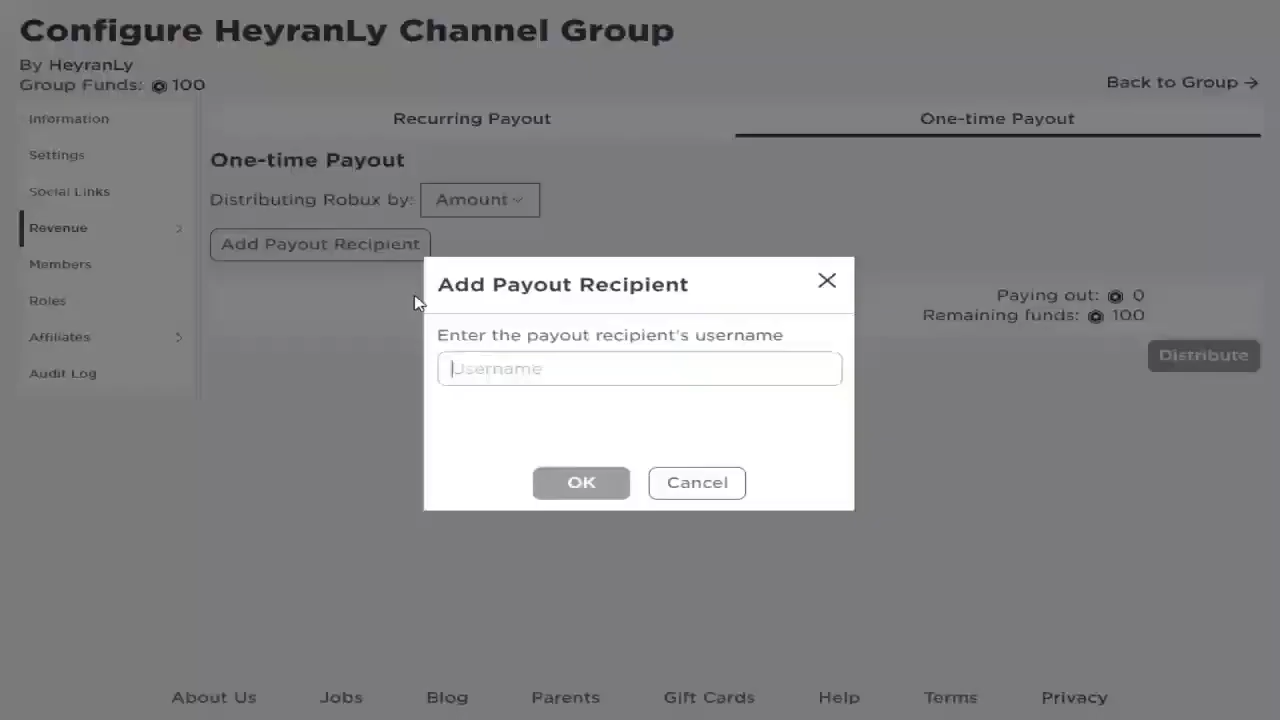 Configure HeyranLy Channel Group
By HeyranLy
Group Funds: 100
Back to Group →
Information
Settings
Social Links
Revenue
Members
Roles
Affiliates
Audit Log
Recurring Payout
One-time Payout
One-time Payout
Distributing Robux by: Amount
Add Payout Recipient
Add Payout Recipient
Enter the payout recipient's username
Username
OK Cancel
Paying out: 0
Remaining funds: 100
Distribute
About Us Jobs Blog Parents Gift Cards Help Terms Privacy